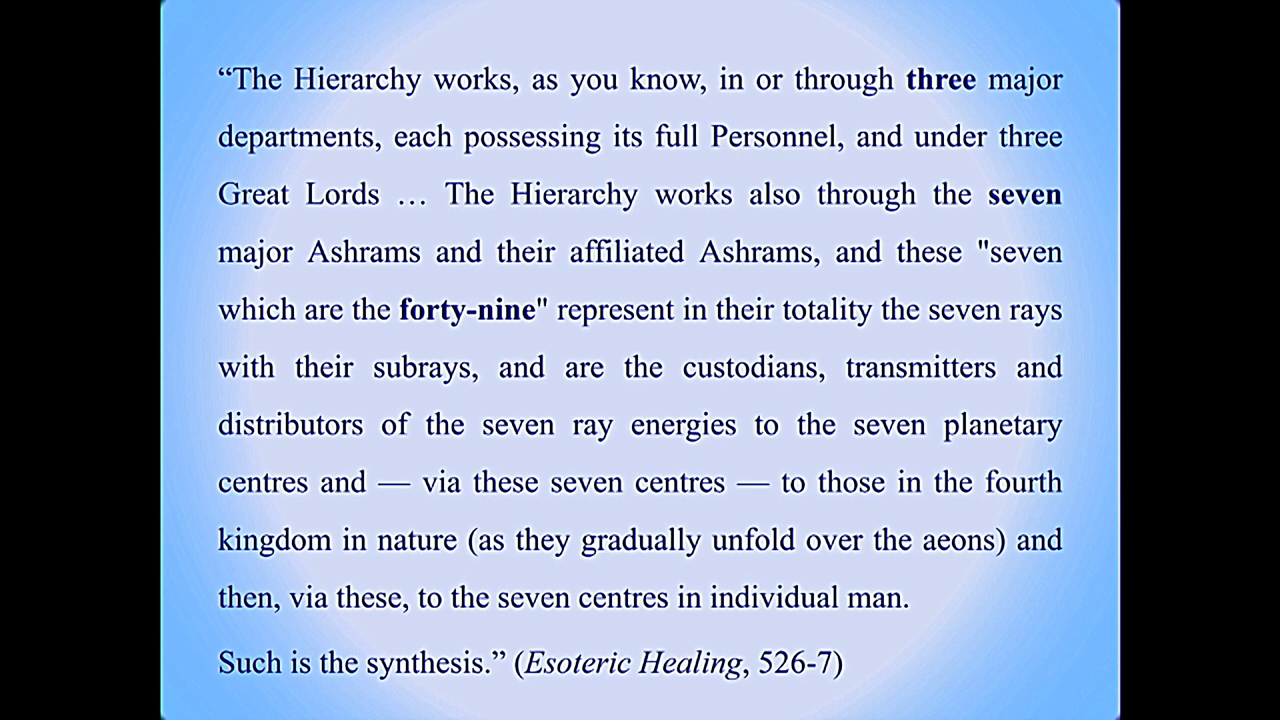 “The Hierarchy works, as you know, in or through three major
departments, each possessing its full Personnel, and under three
Great Lords … The Hierarchy works also through the seven
major Ashrams and their affiliated Ashrams, and these "seven
which are the forty-nine" represent in their totality the seven rays
with their subrays, and are the custodians, transmitters and
distributors of the seven ray energies to the seven planetary
centres and — via these seven centres — to those in the fourth
kingdom in nature (as they gradually unfold over the aeons) and
then, via these, to the seven centres in individual man.
Such is the synthesis.” (Esoteric Healing, 526-7)